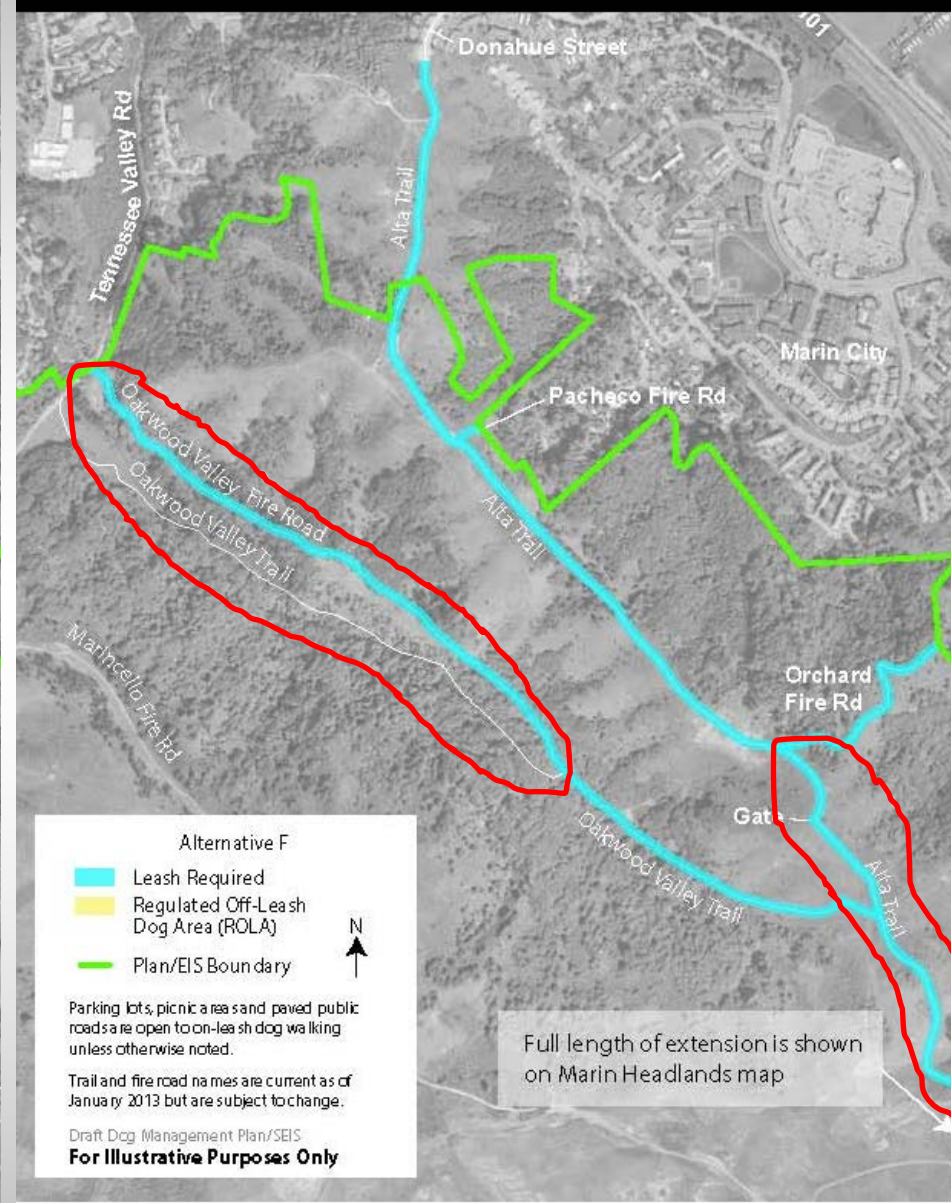 101
Donahue Street
Tennessee Valley Rd
Alta Trail
Marin City
Pacheco Fire Rd
Oakwood Valley Fire Road
Oakwood Valley Trail
Alta Trail
Marincello Fire Rd
Orchard
Fire Rd
Gate
Oakwood Valley Trail
Alta Trail
Alternative F
Leash Required
Regulated Off-Leash
Dog Area (ROLA)
N
Plan/EIS Boundary
Parking lots, picnic areas and paved public
roads are open to on-leash dog walking
unless otherwise noted.
Trail and fire road names are current as of
January 2013 but are subject to change.
Draft Dog Management Plan/SEIS
For Illustrative Purposes Only
Full length of extension is shown
on Marin Headlands map